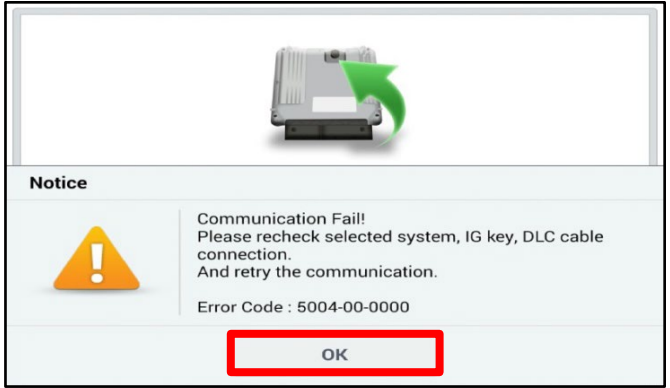 Notice
Communication Fail!
Please recheck selected system, IG key, DLC cable
connection.
And retry the communication.
Error Code : 5004-00-0000
OK